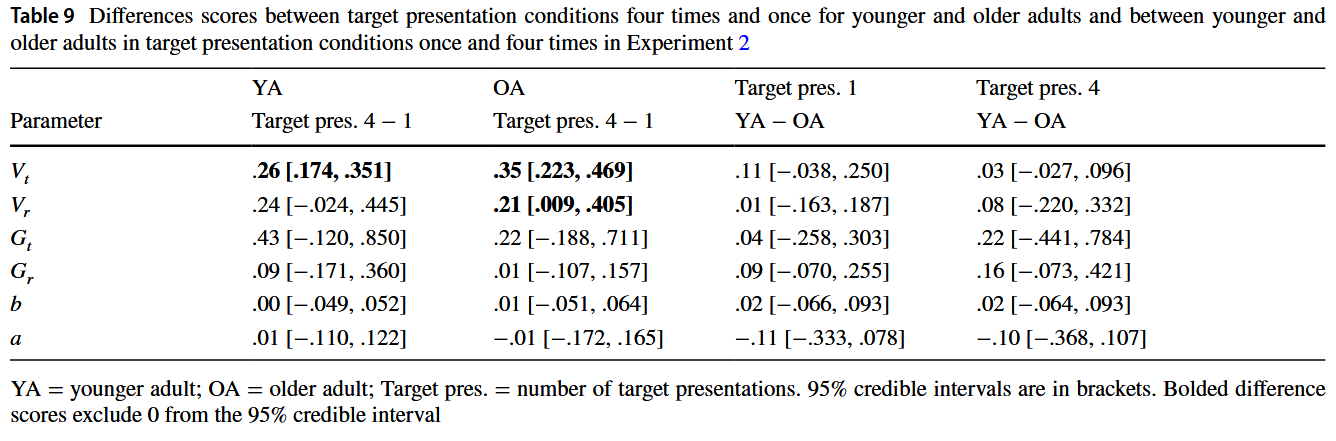 Table 9 Differences scores between target presentation conditions four times and once for younger and older adults and between younger and
older adults in target presentation conditions once and four times in Experiment 2
YA OA Target pres. 1 Target pres. 4
Parameter Target pres. 4 − 1 Target pres. 4 − 1 YA − OA YA − OA
Vt .26 [.174, .351] .35 [.223, .469] .11 [−.038, .250] .03 [−.027, .096]
Vr .24 [−.024, .445] .21 [.009, .405] .01 [−.163, .187] .08 [−.220, .332]
Gt .43 [−.120, .850] .22 [−.188, .711] .04 [−.258, .303] .22 [−.441, .784]
Gr .09 [−.171, .360] .01 [−.107, .157] .09 [−.070, .255] .16 [−.073, .421]
b .00 [−.049, .052] .01 [−.051, .064] .02 [−.066, .093] .02 [−.064, .093]
a .01 [−.110, .122] −.01 [−.172, .165] −.11 [−.333, .078] −.10 [−.368, .107]
YA = younger adult; OA = older adult; Target pres. = number of target presentations. 95% credible intervals are in brackets. Bolded difference
scores exclude 0 from the 95% credible interval